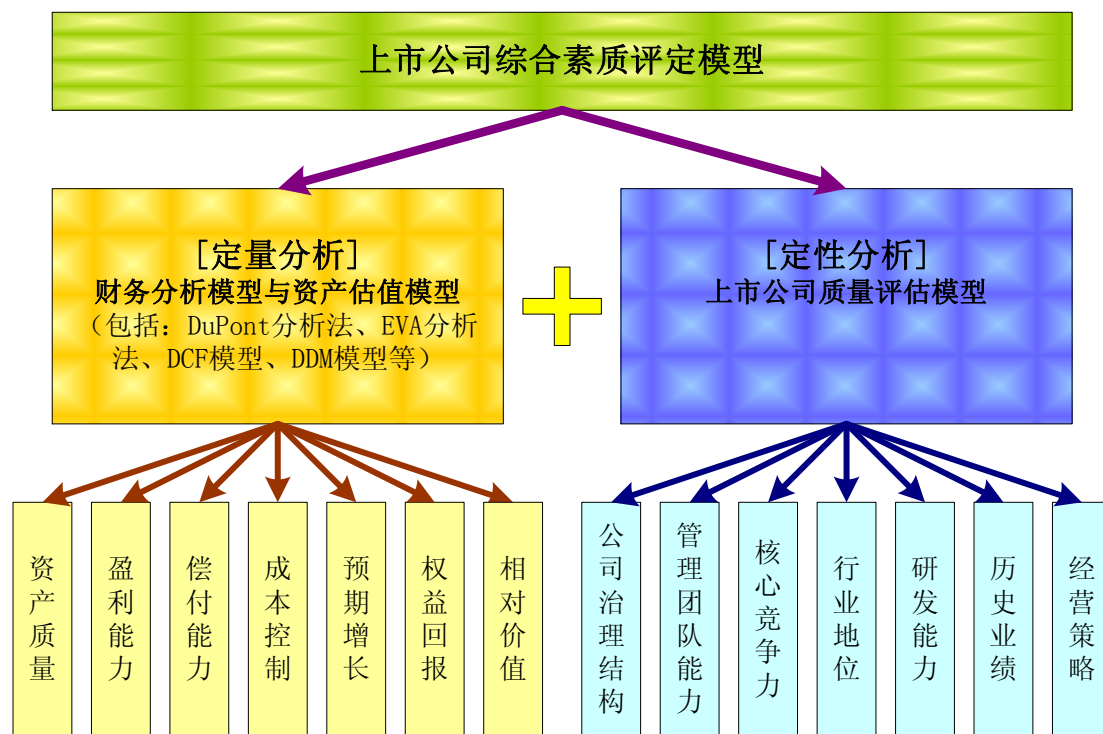 上市公司综合素质评定模型
[定量分析]
财务分析模型与资产估值模型
（包括：DuPont分析法、EVA分析
法、DCF模型、DDM模型等）
[定性分析]
上市公司质量评估模型
资产质量
盈利能力
偿付能力
成本控制
预期增长
权益回报
相对价值
公司治理结构
管理团队能力
核心竞争力
行业地位
研发能力
历史业绩
经营策略